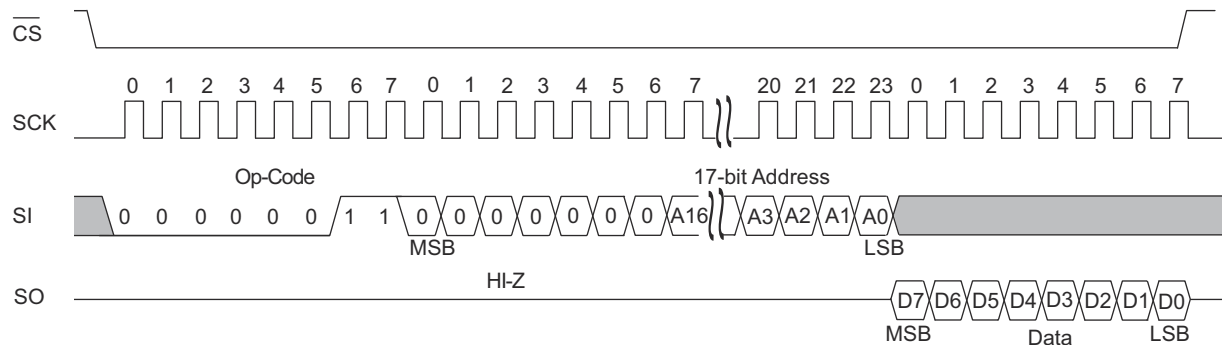 CS
0 1 2 3 4 5 6 7 0 1 2 3 4 5 6 7 20 21 22 23 0 1 2 3 4 5 6 7
SCK
Op-Code 17-bit Address
SI 0 0 0 0 0 0 1 1 0 0 0 0 0 0 0 A16 A3 A2 A1 A0
MSB LSB
HI-Z
SO D7 D6 D5 D4 D3 D2 D1 D0
MSB Data LSB